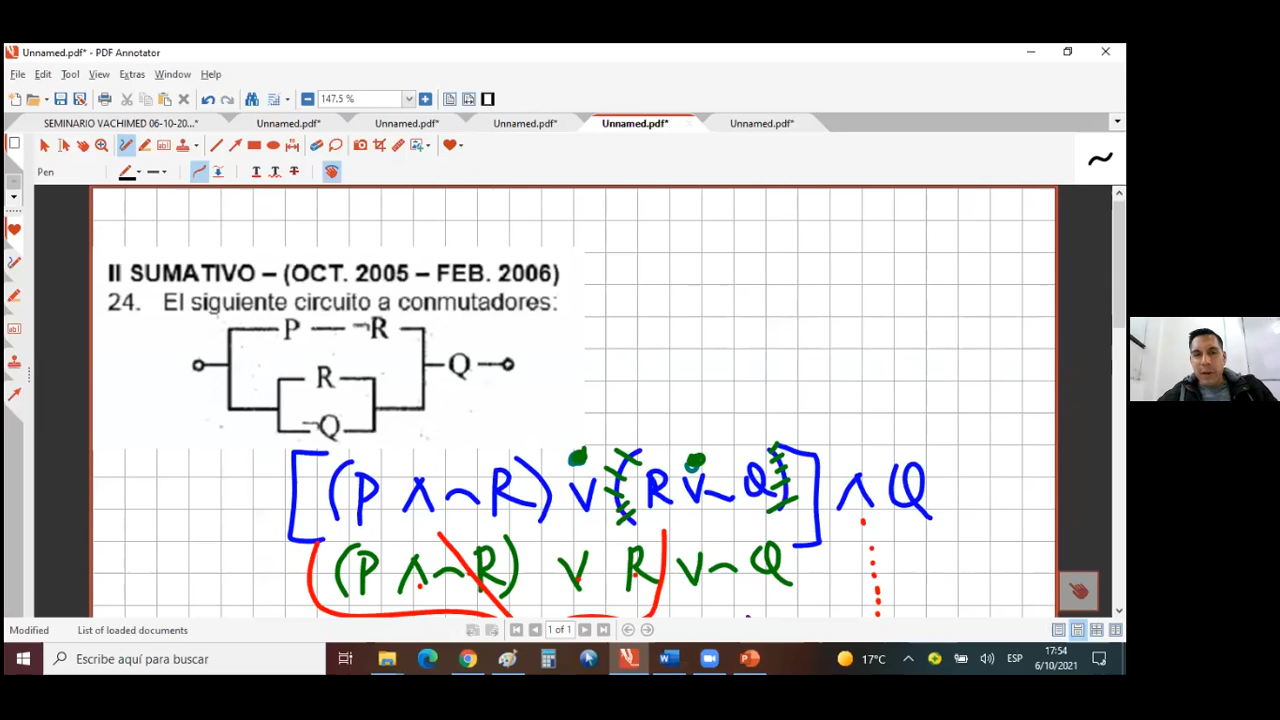 Unnamed.pdf* - PDF Annotator
File Edit Tool View Extras Window Help
147.5 %
SEMINARIO VACHIMED 06-10-20...* Unnamed.pdf* Unnamed.pdf* Unnamed.pdf* Unnamed.pdf* Unnamed.pdf*
Pen
II SUMATIVO – (OCT. 2005 – FEB. 2006)
24. El siguiente circuito a conmutadores:
P ¬R
Q
R
¬Q
[(P ∧ ~R) ∨ (R ∨ ~Q)] ∧ Q
(P ∧ ~R) ∨ R ∨ ~Q
Modified List of loaded documents 1 of 1
Escribe aquí para buscar 17°C ESP 17:54
6/10/2021